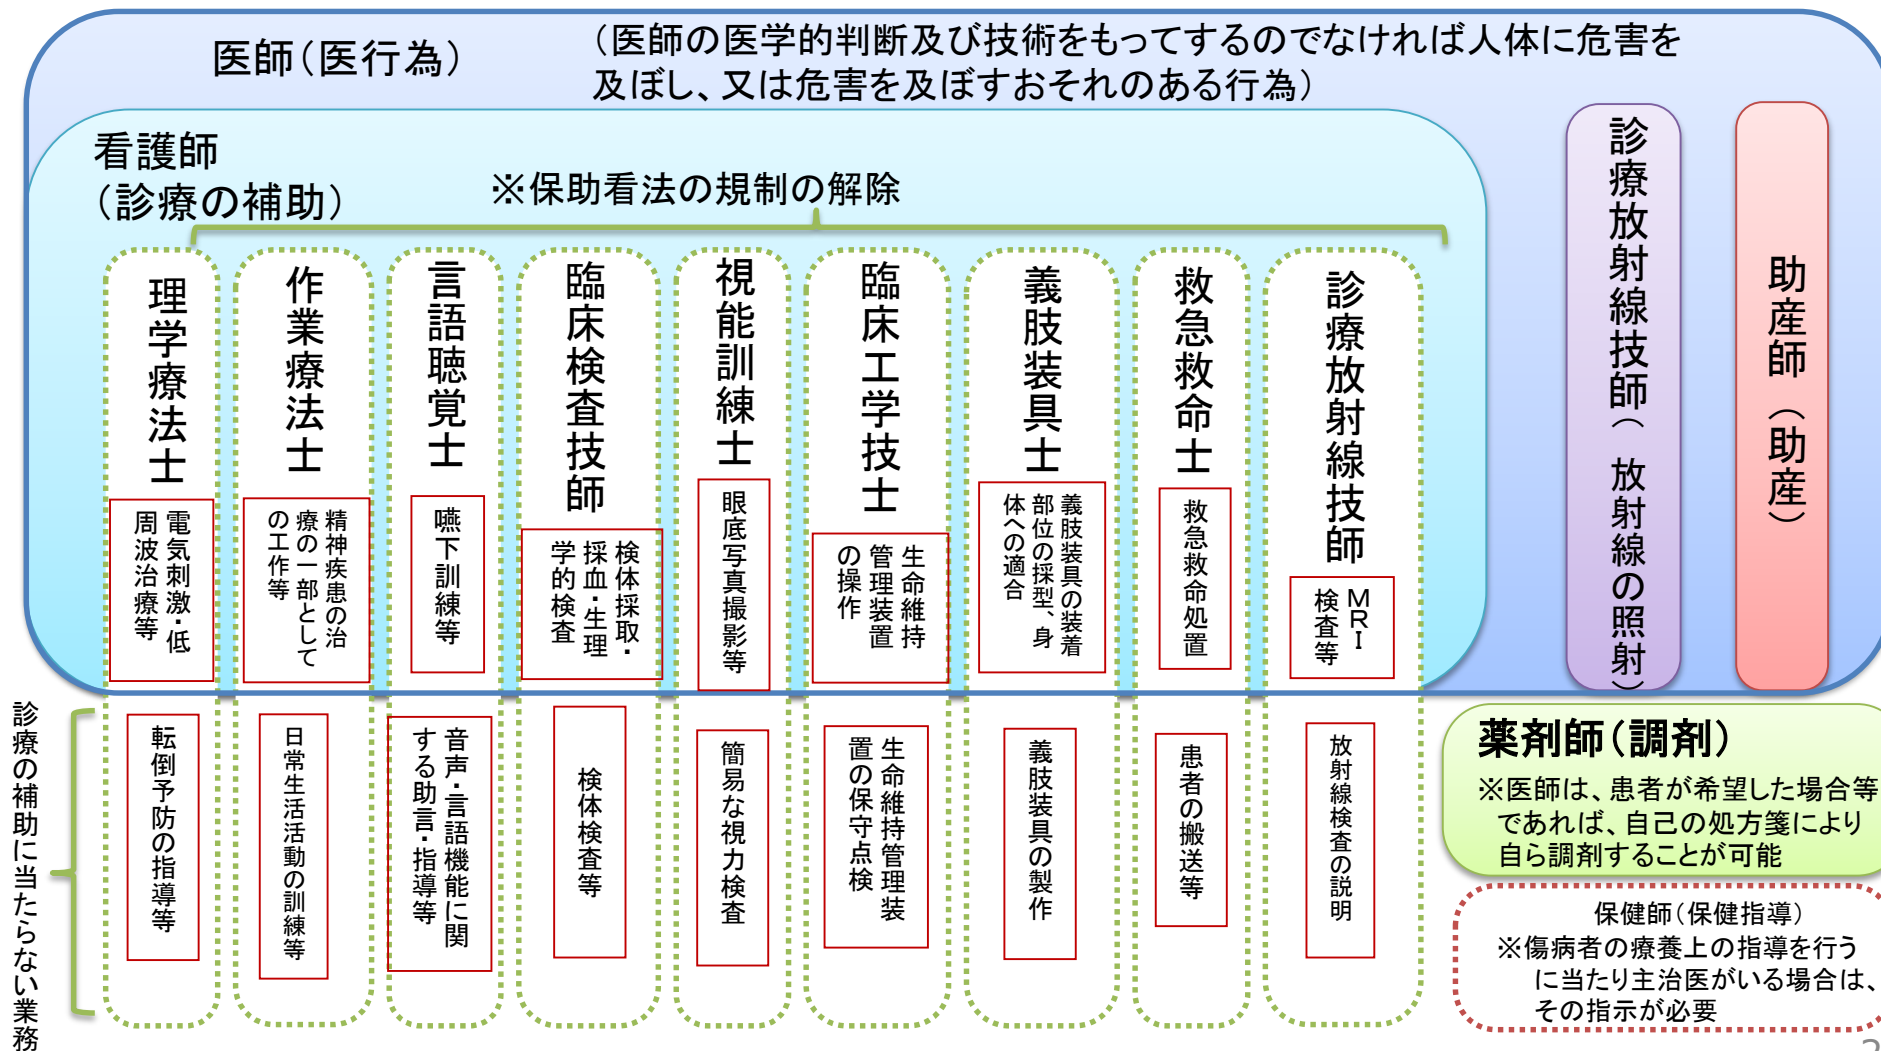 医師(医行為)
(医師の医学的判断及び技術をもってするのでなければ人体に危害を
及ぼし、又は危害を及ぼすおそれのある行為)
看護師
(診療の補助)
※保助看法の規制の解除
理学療法士
電気刺激・低
周波治療等
転倒予防の指導等
作業療法士
精神疾患の治
療の一部として
の工作等
日常生活活動の訓練等
言語聴覚士
嚥下訓練等
音声・言語機能に関
する助言・指導等
臨床検査技師
検体採取・
採血・生理
学的検査
検体検査等
視能訓練士
眼底写真撮影等
簡易な視力検査
臨床工学技士
生命維持
管理装置
の操作
生命維持管理装
置の保守点検
義肢装具士
義肢装具の装着
部位の採型、身
体への適合
義肢装具の製作
救急救命士
救急救命処置
患者の搬送等
診療放射線技師
MRI
検査等
放射線検査の説明
診療放射線技師(放射線の照射)
助産師(助産)
診療の補助に当たらない業務
薬剤師(調剤)
※医師は、患者が希望した場合等
であれば、自己の処方箋により
自ら調剤することが可能
保健師(保健指導)
※傷病者の療養上の指導を行う
に当たり主治医がいる場合は、
その指示が必要